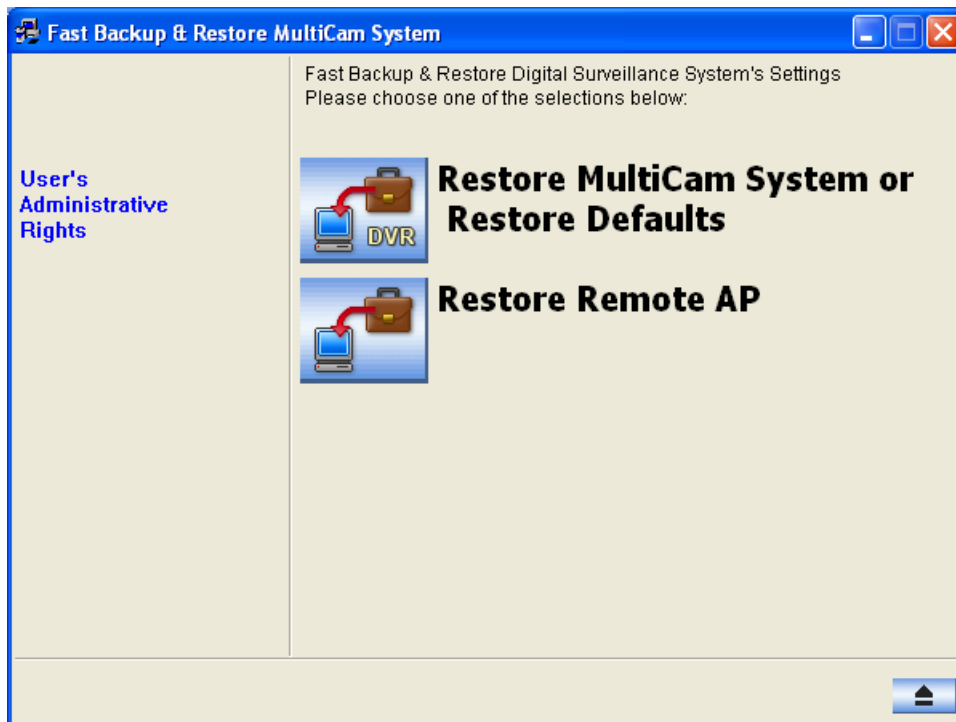 Fast Backup & Restore MultiCam System
Fast Backup & Restore Digital Surveillance System's Settings
Please choose one of the selections below:
User's
Administrative
Rights
Restore MultiCam System or
Restore Defaults
DVR
Restore Remote AP